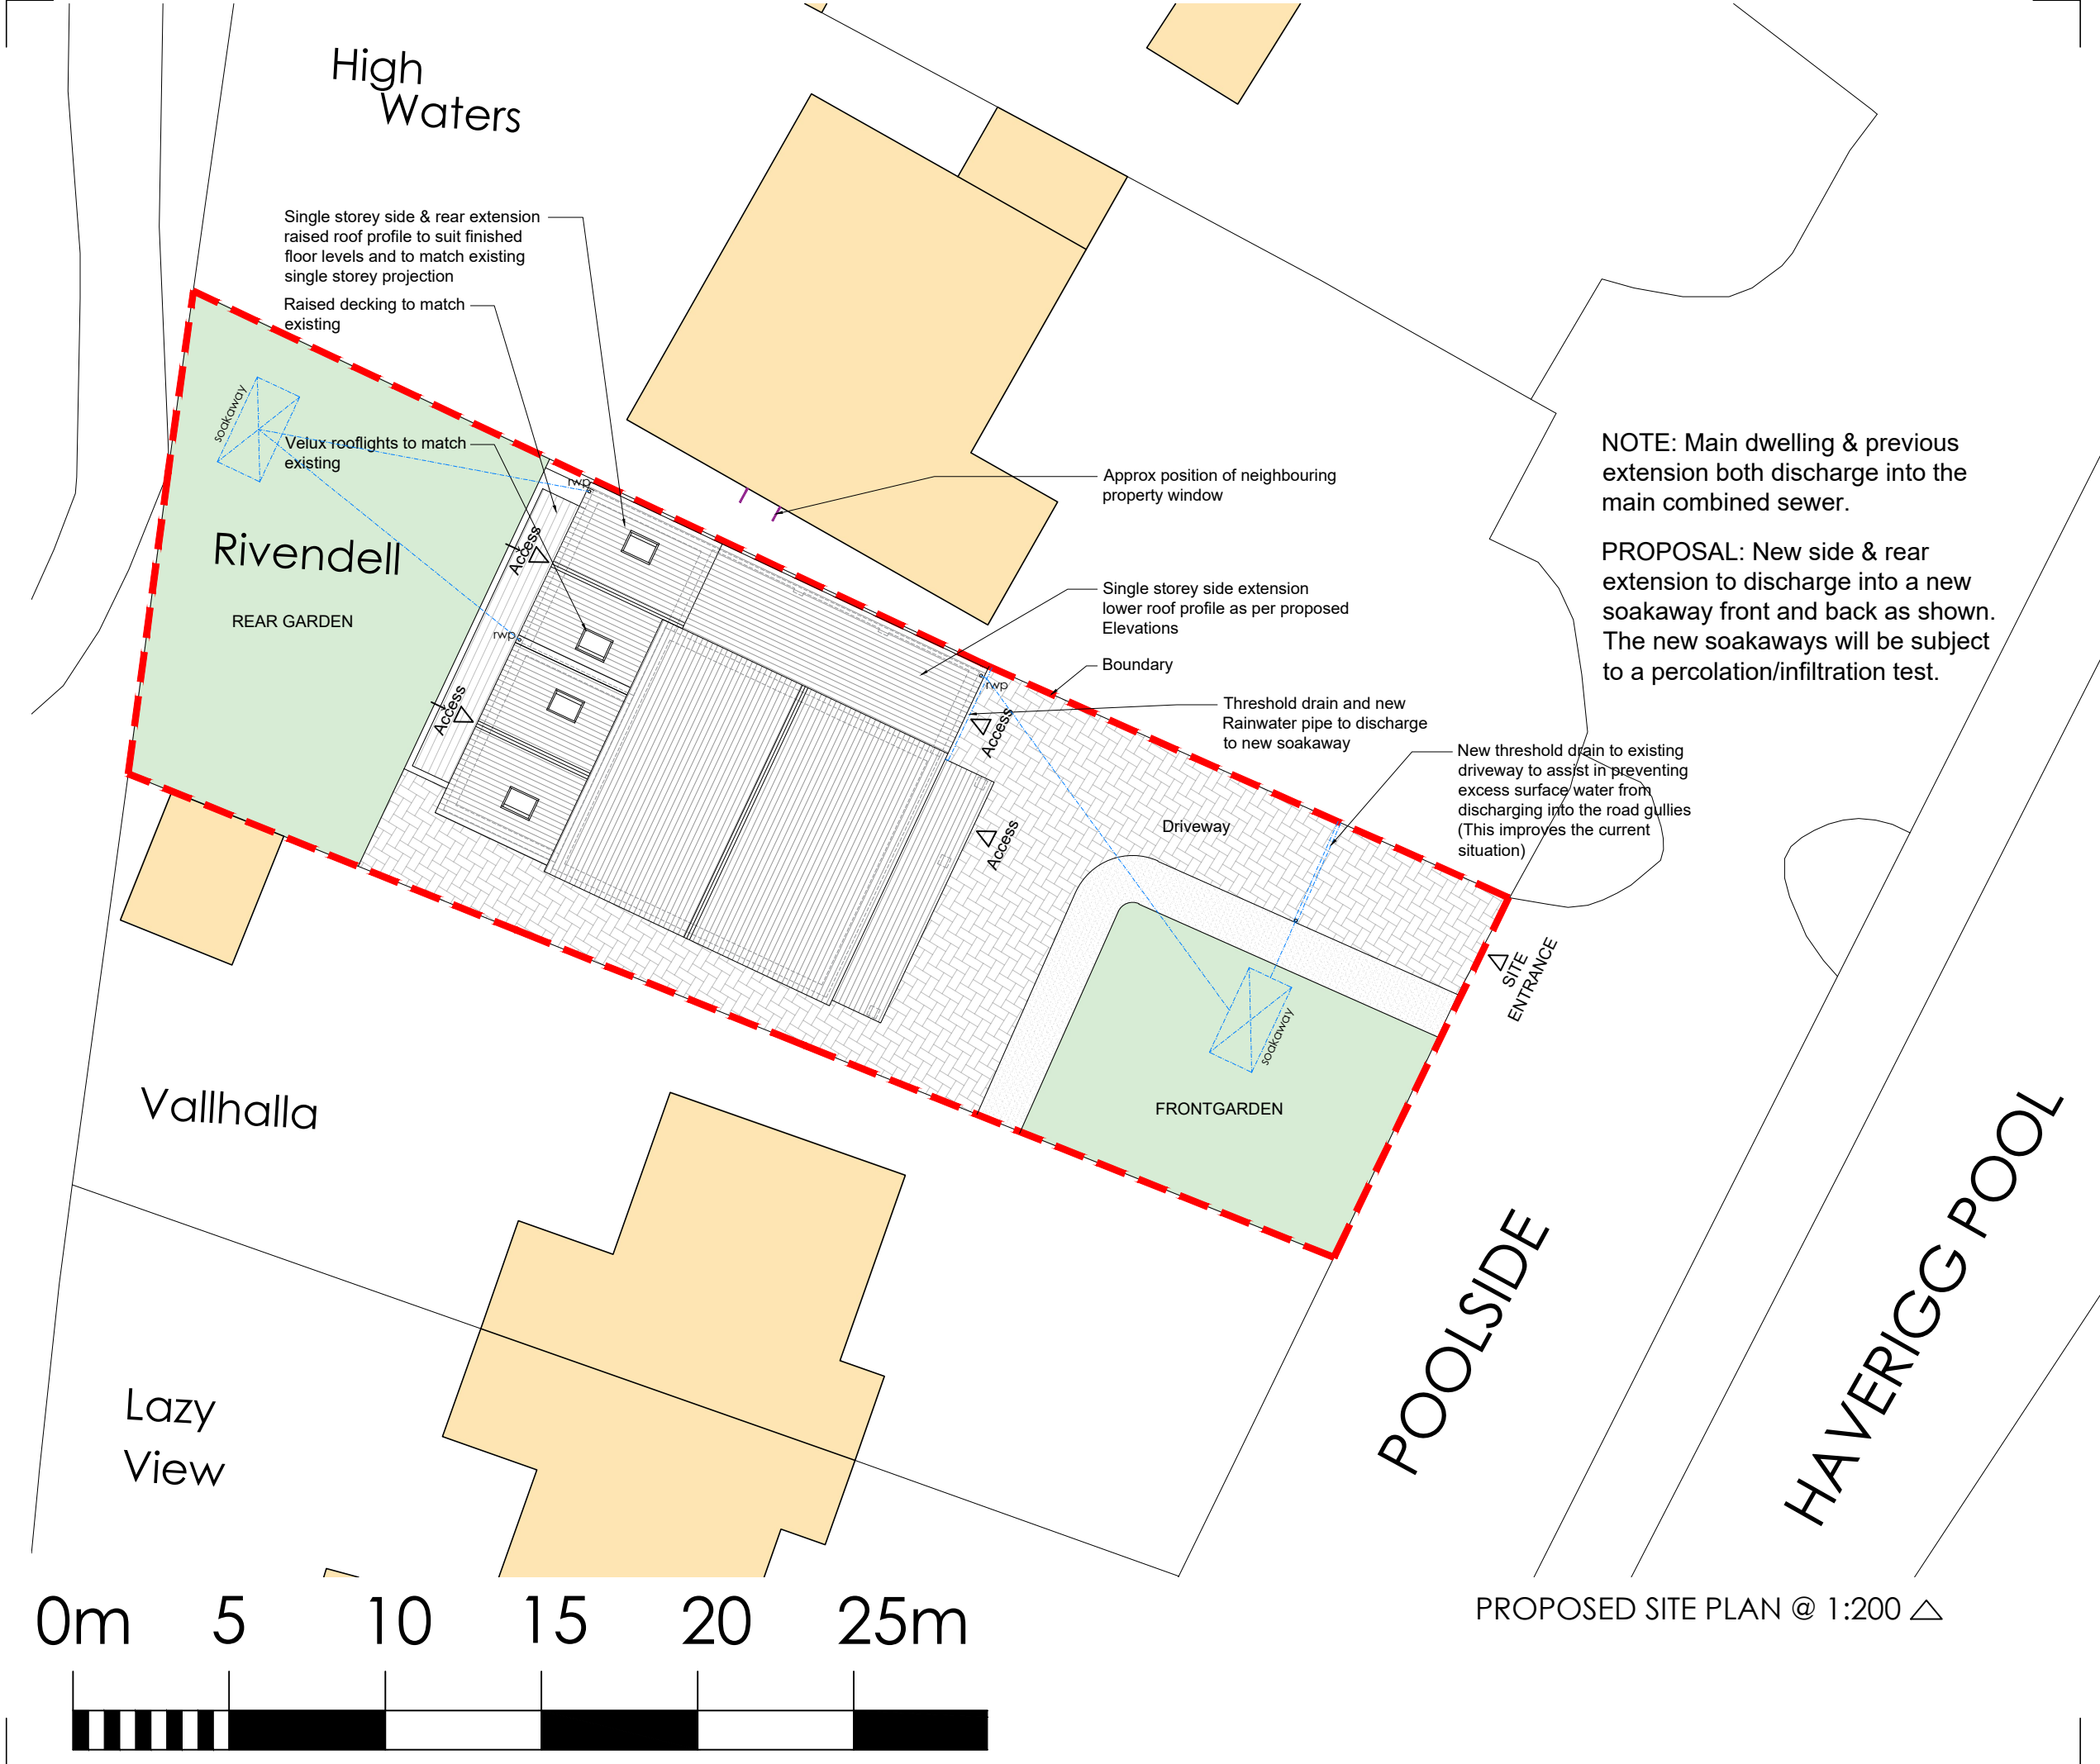 High
Waters
Single storey side & rear extension
raised roof profile to suit finished
floor levels and to match existing
single storey projection
Raised decking to match
existing
soakaway
Velux rooflights to match
existing
rwp
Approx position of neighbouring
property window
NOTE: Main dwelling & previous
extension both discharge into the
main combined sewer.
PROPOSAL: New side & rear
extension to discharge into a new
soakaway front and back as shown.
The new soakaways will be subject
to a percolation/infiltration test.
Rivendell
REAR GARDEN
Access
rwp
Access
Single storey side extension
lower roof profile as per proposed
Elevations
Boundary
rwp
Access
Threshold drain and new
Rainwater pipe to discharge
to new soakaway
New threshold drain to existing
driveway to assist in preventing
excess surface water from
discharging into the road gullies
(This improves the current
situation)
Driveway
Access
SITE
ENTRANCE
soakaway
FRONTGARDEN
Vallhalla
Lazy
View
POOLSIDE
HAVERIGG POOL
0m 5 10 15 20 25m
PROPOSED SITE PLAN @ 1:200